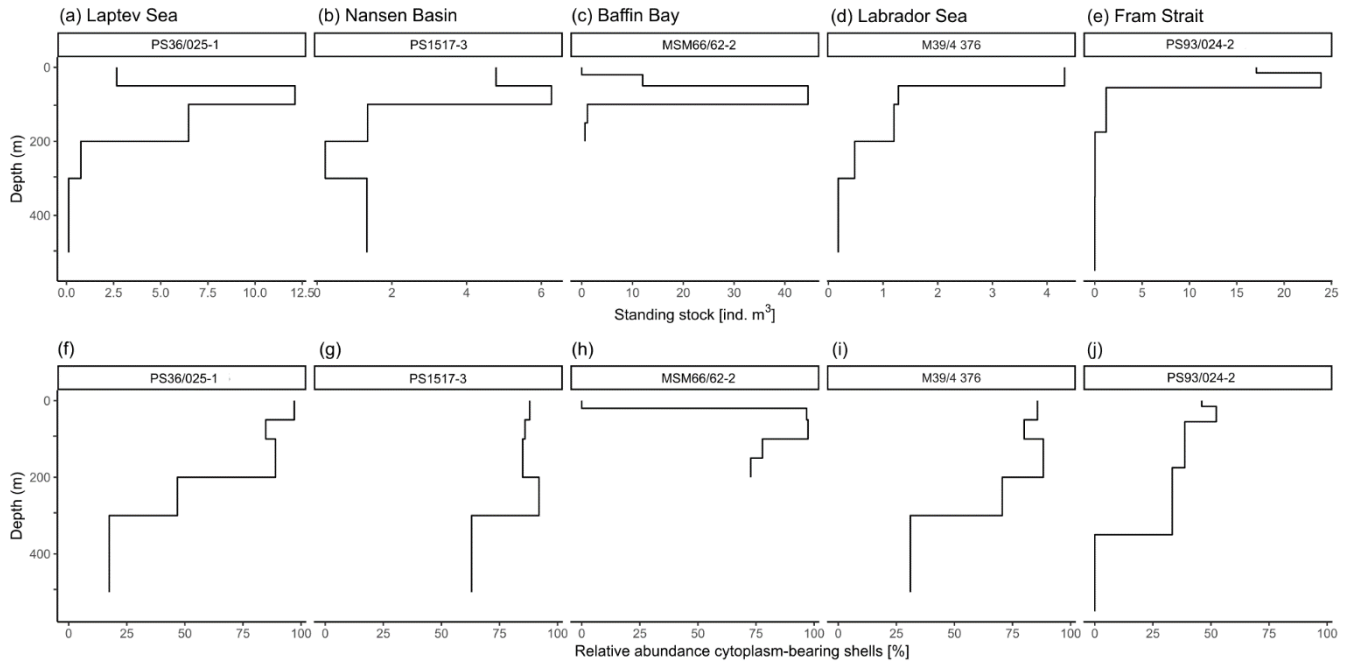 (a) Laptev Sea
(b) Nansen Basin
(c) Baffin Bay
(d) Labrador Sea
(e) Fram Strait
PS36/025-1
PS1517-3
MSM66/62-2
M39/4 376
PS93/024-2
0
200
400
Depth (m)
0.0 2.5 5.0 7.5 10.0 12.5
0 2 4 6
0 10 20 30 40
0 1 2 3 4
0 5 10 15 20 25
Standing stock [ind. m³]
(f)
(g)
(h)
(i)
(j)
PS36/025-1
PS1517-3
MSM66/62-2
M39/4 376
PS93/024-2
0
200
400
Depth (m)
0 25 50 75 100
0 25 50 75 100
0 25 50 75 100
0 25 50 75 100
0 25 50 75 100
Relative abundance cytoplasm-bearing shells [%]